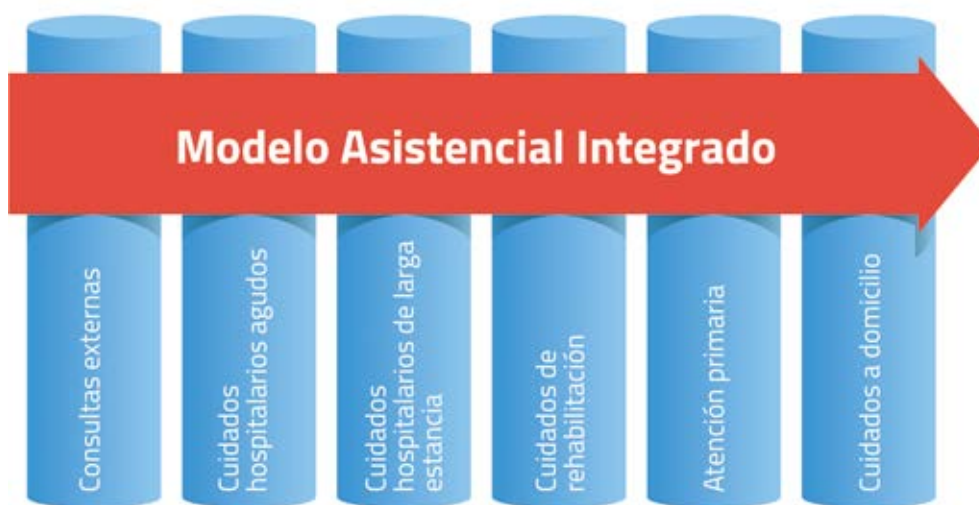 Modelo Asistencial Integrado
Consultas externas
Cuidados
hospitalarios agudos
Cuidados
hospitalarios de larga
estancia
Cuidados de
rehabilitación
Atención primaria
Cuidados a domicilio